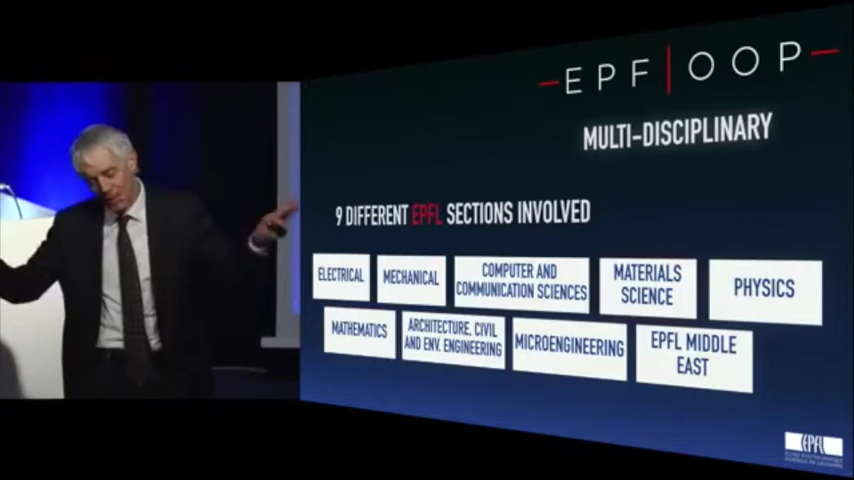 EPF|OOP
MULTI-DISCIPLINARY
9 DIFFERENT EPFL SECTIONS INVOLVED
ELECTRICAL
MECHANICAL
COMPUTER AND
COMMUNICATION SCIENCES
MATERIALS
SCIENCE
PHYSICS
MATHEMATICS
ARCHITECTURE, CIVIL
AND ENV. ENGINEERING
MICROENGINEERING
EPFL MIDDLE
EAST
EPFL